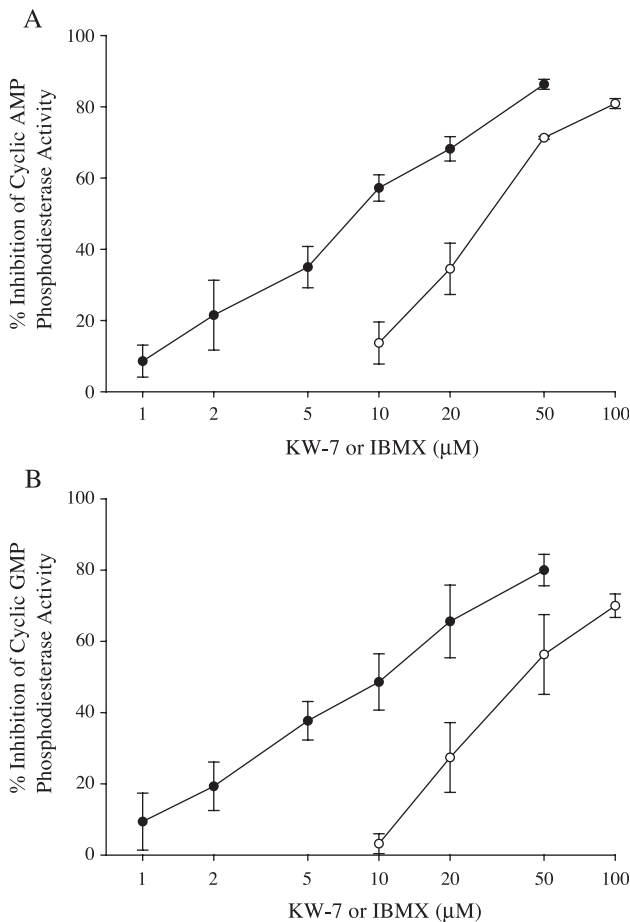 A
% Inhibition of Cyclic AMP
Phosphodiesterase Activity
100
80
60
40
20
0
1 2 5 10 20 50 100
KW-7 or IBMX (μM)
B
% Inhibition of Cyclic GMP
Phosphodiesterase Activity
100
80
60
40
20
0
1 2 5 10 20 50 100
KW-7 or IBMX (μM)